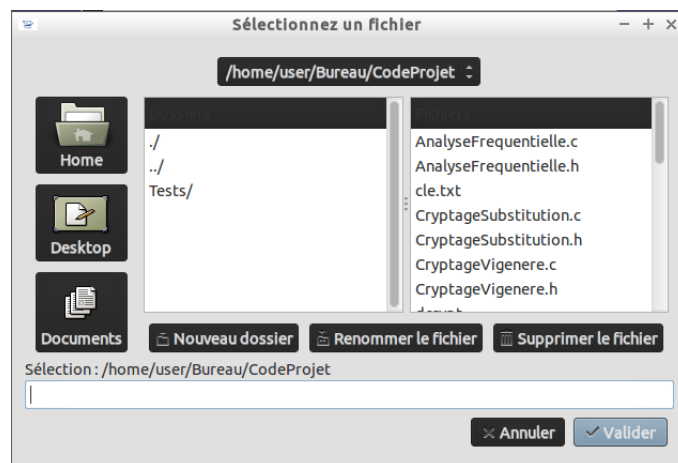 Sélectionnez un fichier
/home/user/Bureau/CodeProjet
Home
Desktop
Documents
Dossiers
./
../
Tests/
Fichiers
AnalyseFrequentielle.c
AnalyseFrequentielle.h
cle.txt
CryptageSubstitution.c
CryptageSubstitution.h
CryptageVigenere.c
CryptageVigenere.h
Nouveau dossier
Renommer le fichier
Supprimer le fichier
Sélection : /home/user/Bureau/CodeProjet
Annuler
Valider